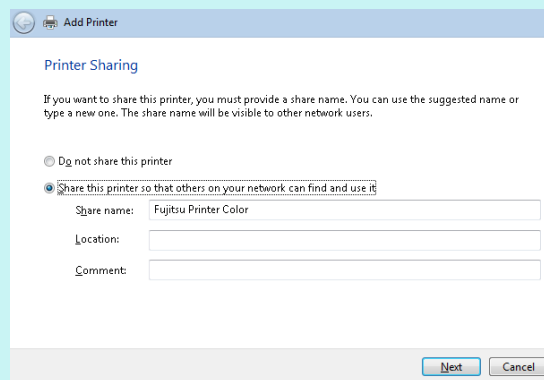 Add Printer
Printer Sharing
If you want to share this printer, you must provide a share name. You can use the suggested name or
type a new one. The share name will be visible to other network users.
Do not share this printer
Share this printer so that others on your network can find and use it
Share name: Fujitsu Printer Color
Location:
Comment:
Next Cancel